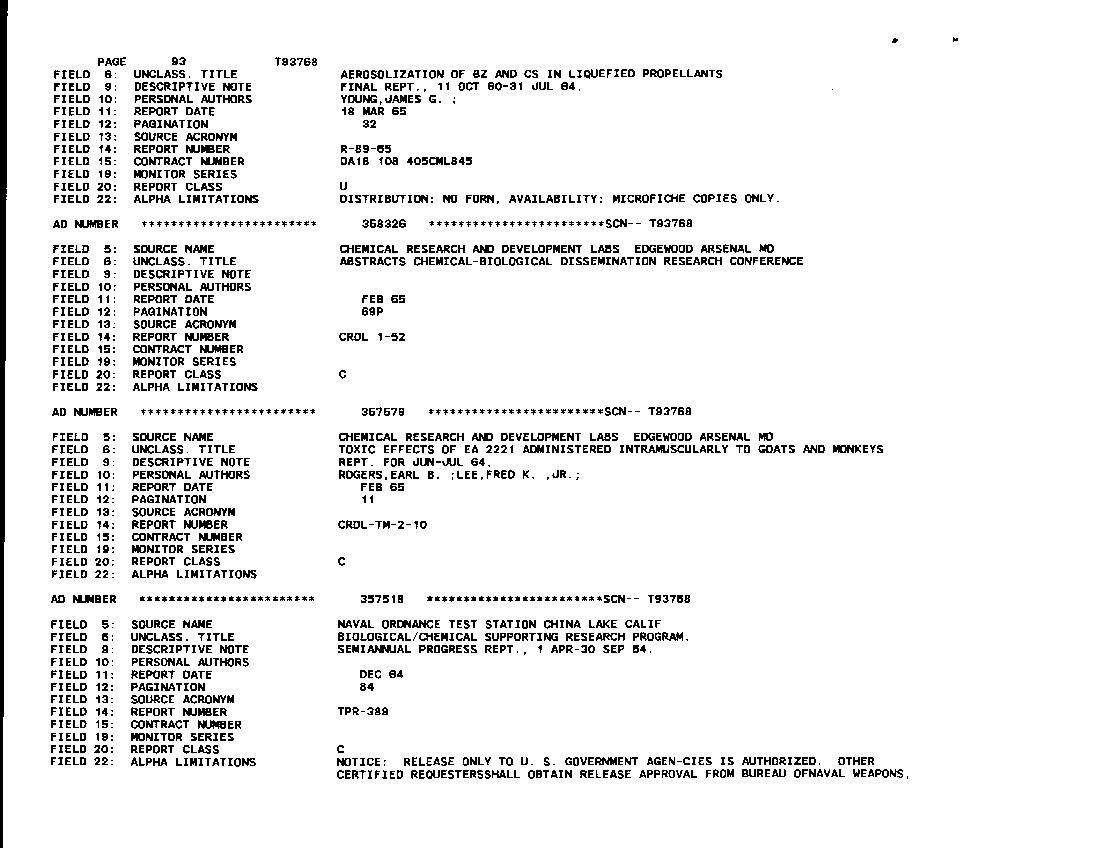 PAGE 93 T93768
FIELD 6: UNCLASS. TITLE AEROSOLIZATION OF BZ AND CS IN LIQUEFIED PROPELLANTS
FIELD 9: DESCRIPTIVE NOTE FINAL REPT., 11 OCT 60-31 JUL 64.
FIELD 10: PERSONAL AUTHORS YOUNG,JAMES G. ;
FIELD 11: REPORT DATE 18 MAR 65
FIELD 12: PAGINATION 32
FIELD 13: SOURCE ACRONYM
FIELD 14: REPORT NUMBER R-89-65
FIELD 15: CONTRACT NUMBER DA18 108 405CML845
FIELD 19: MONITOR SERIES
FIELD 20: REPORT CLASS U
FIELD 22: ALPHA LIMITATIONS DISTRIBUTION: NO FORN, AVAILABILITY: MICROFICHE COPIES ONLY.
AD NUMBER ************************ 358326 ************************SCN-- T93768
FIELD 5: SOURCE NAME CHEMICAL RESEARCH AND DEVELOPMENT LABS EDGEWOOD ARSENAL MD
FIELD 6: UNCLASS. TITLE ABSTRACTS CHEMICAL-BIOLOGICAL DISSEMINATION RESEARCH CONFERENCE
FIELD 9: DESCRIPTIVE NOTE
FIELD 10: PERSONAL AUTHORS
FIELD 11: REPORT DATE FEB 65
FIELD 12: PAGINATION 69P
FIELD 13: SOURCE ACRONYM
FIELD 14: REPORT NUMBER CRDL 1-52
FIELD 15: CONTRACT NUMBER
FIELD 19: MONITOR SERIES
FIELD 20: REPORT CLASS C
FIELD 22: ALPHA LIMITATIONS
AD NUMBER ************************ 357579 ************************SCN-- T93768
FIELD 5: SOURCE NAME CHEMICAL RESEARCH AND DEVELOPMENT LABS EDGEWOOD ARSENAL MD
FIELD 6: UNCLASS. TITLE TOXIC EFFECTS OF EA 2221 ADMINISTERED INTRAMUSCULARLY TO GOATS AND MONKEYS
FIELD 9: DESCRIPTIVE NOTE REPT. FOR JUN-JUL 64.
FIELD 10: PERSONAL AUTHORS ROGERS,EARL B. ;LEE,FRED K. ,JR.;
FIELD 11: REPORT DATE FEB 65
FIELD 12: PAGINATION 11
FIELD 13: SOURCE ACRONYM
FIELD 14: REPORT NUMBER CRDL-TM-2-10
FIELD 15: CONTRACT NUMBER
FIELD 19: MONITOR SERIES
FIELD 20: REPORT CLASS C
FIELD 22: ALPHA LIMITATIONS
AD NUMBER ************************ 357518 ************************SCN-- T93768
FIELD 5: SOURCE NAME NAVAL ORDNANCE TEST STATION CHINA LAKE CALIF
FIELD 6: UNCLASS. TITLE BIOLOGICAL/CHEMICAL SUPPORTING RESEARCH PROGRAM.
FIELD 9: DESCRIPTIVE NOTE SEMIANNUAL PROGRESS REPT., 1 APR-30 SEP 64.
FIELD 10: PERSONAL AUTHORS
FIELD 11: REPORT DATE DEC 64
FIELD 12: PAGINATION 84
FIELD 13: SOURCE ACRONYM
FIELD 14: REPORT NUMBER TPR-389
FIELD 15: CONTRACT NUMBER
FIELD 19: MONITOR SERIES
FIELD 20: REPORT CLASS C
FIELD 22: ALPHA LIMITATIONS NOTICE: RELEASE ONLY TO U. S. GOVERNMENT AGEN-CIES IS AUTHORIZED. OTHER
CERTIFIED REQUESTERSSHALL OBTAIN RELEASE APPROVAL FROM BUREAU OFNAVAL WEAPONS,